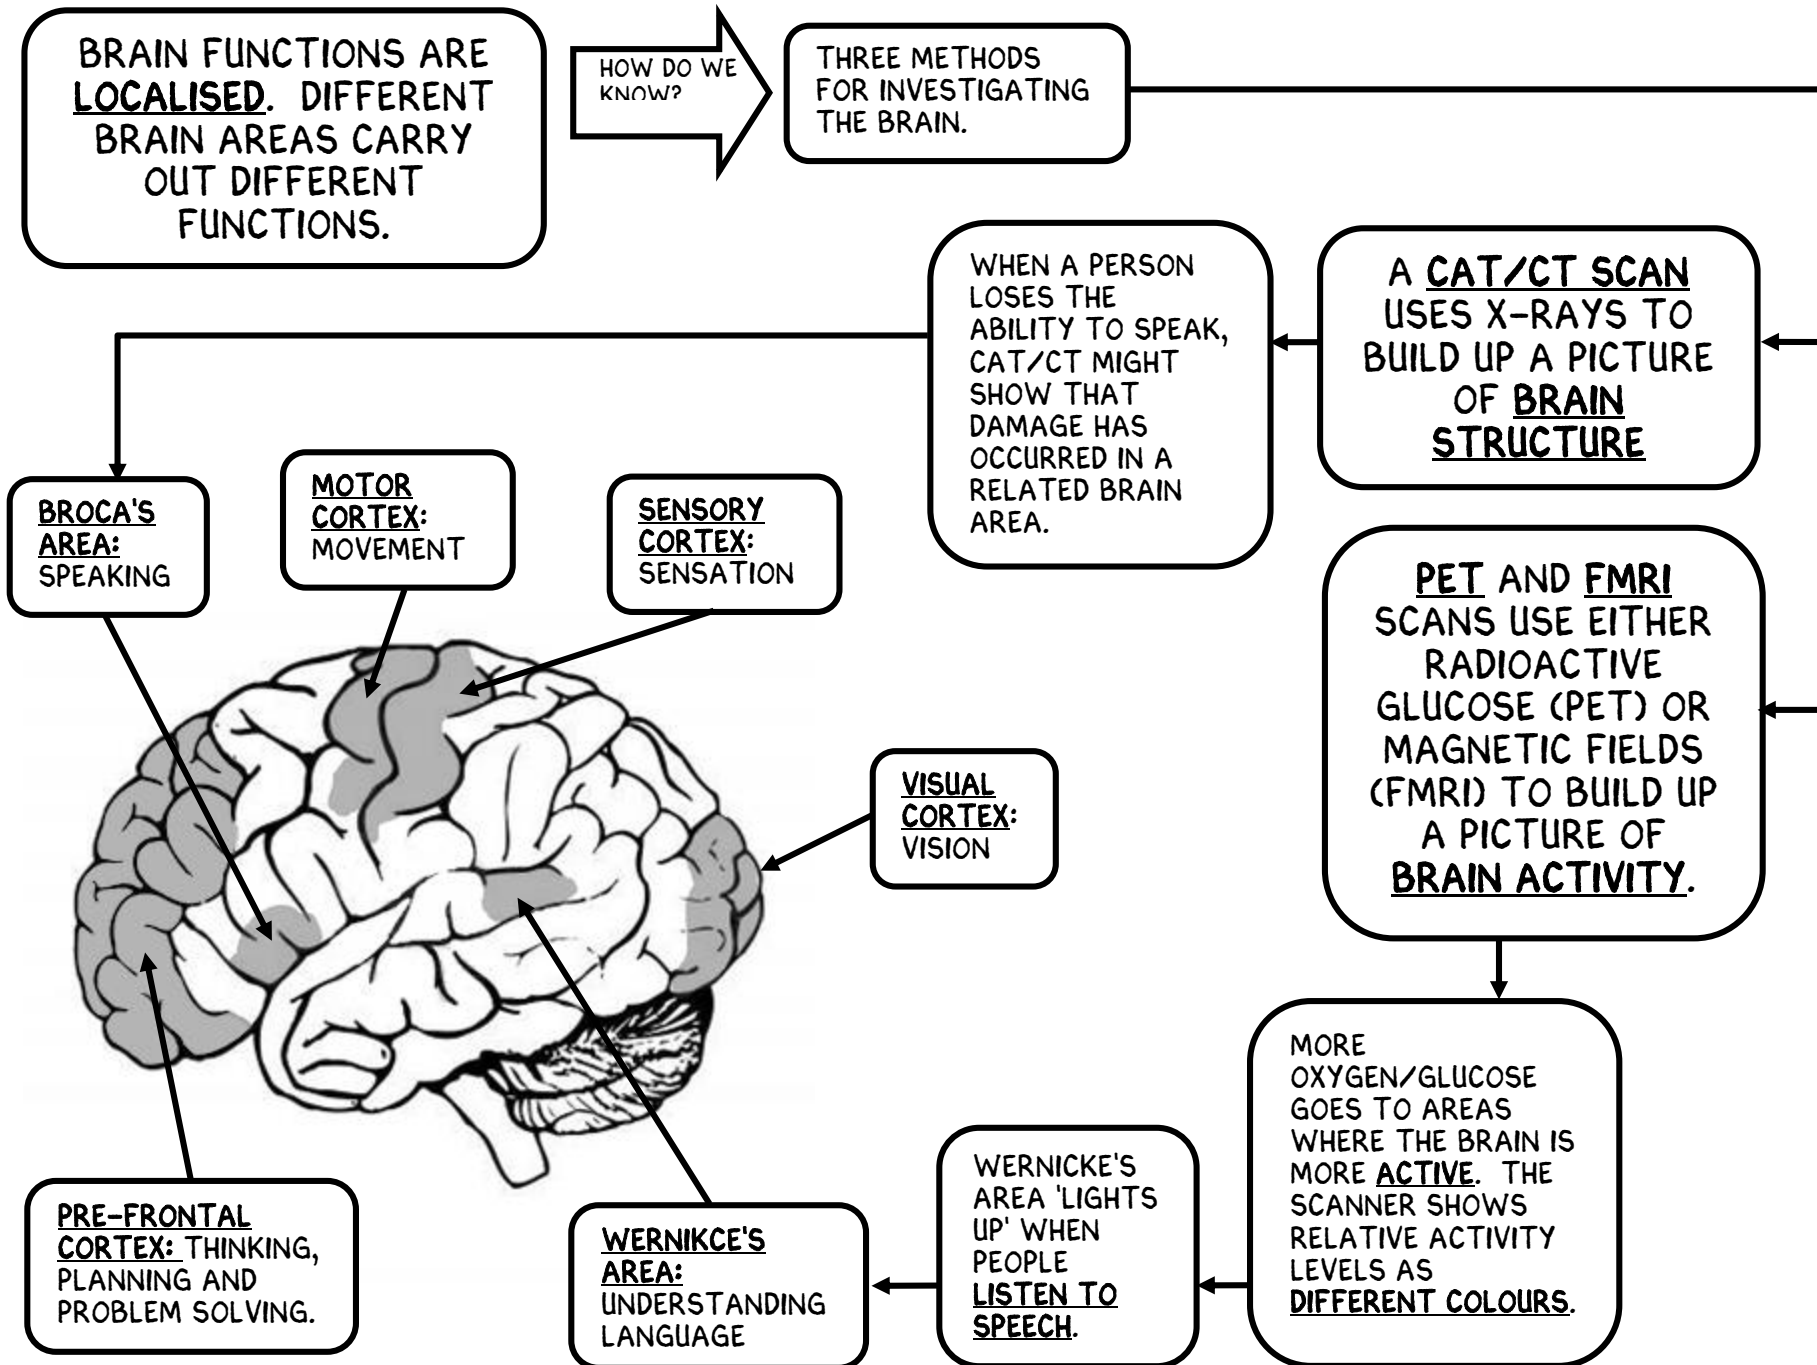 BRAIN FUNCTIONS ARE
LOCALISED. DIFFERENT
BRAIN AREAS CARRY
OUT DIFFERENT
FUNCTIONS.
HOW DO WE
KNOW?
THREE METHODS
FOR INVESTIGATING
THE BRAIN.
A CAT/CT SCAN
USES X-RAYS TO
BUILD UP A PICTURE
OF BRAIN
STRUCTURE
WHEN A PERSON
LOSES THE
ABILITY TO SPEAK,
CAT/CT MIGHT
SHOW THAT
DAMAGE HAS
OCCURRED IN A
RELATED BRAIN
AREA.
BROCA'S
AREA:
SPEAKING
MOTOR
CORTEX:
MOVEMENT
SENSORY
CORTEX:
SENSATION
PET AND FMRI
SCANS USE EITHER
RADIOACTIVE
GLUCOSE (PET) OR
MAGNETIC FIELDS
(FMRI) TO BUILD UP
A PICTURE OF
BRAIN ACTIVITY.
VISUAL
CORTEX:
VISION
MORE
OXYGEN/GLUCOSE
GOES TO AREAS
WHERE THE BRAIN IS
MORE ACTIVE. THE
SCANNER SHOWS
RELATIVE ACTIVITY
LEVELS AS
DIFFERENT COLOURS.
WERNICKE'S
AREA 'LIGHTS
UP' WHEN
PEOPLE
LISTEN TO
SPEECH.
WERNIKCE'S
AREA:
UNDERSTANDING
LANGUAGE
PRE-FRONTAL
CORTEX: THINKING,
PLANNING AND
PROBLEM SOLVING.